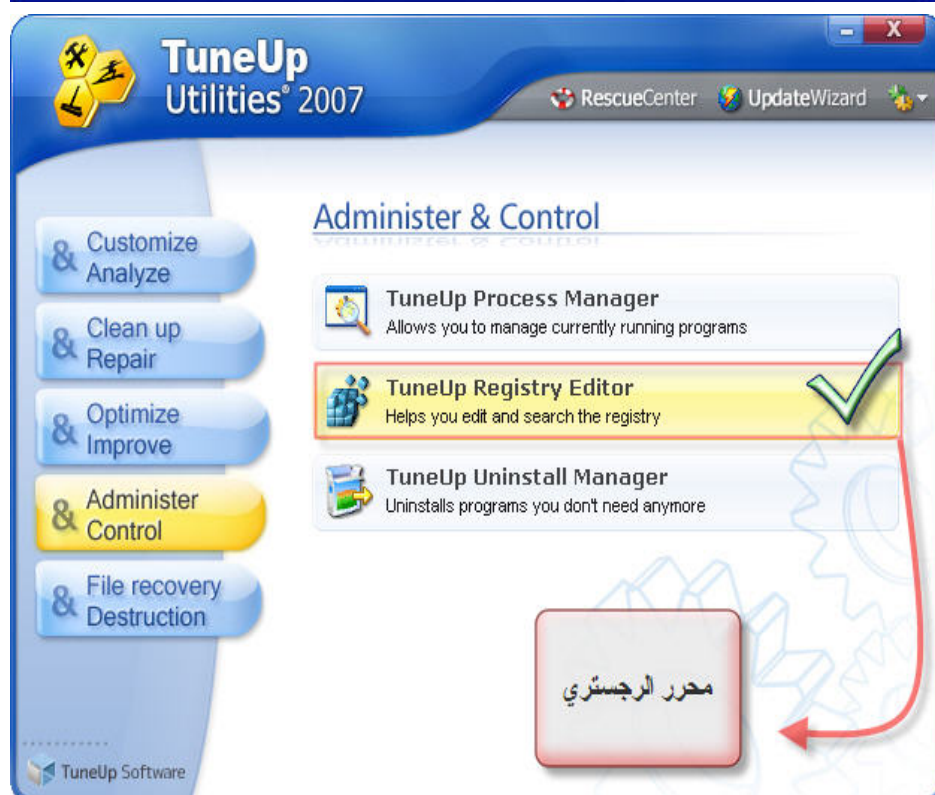 TuneUp
Utilities® 2007
X
RescueCenter UpdateWizard
Administer & Control
& Customize
Analyze
& Clean up
Repair
& Optimize
Improve
& Administer
Control
& File recovery
Destruction
TuneUp Process Manager
Allows you to manage currently running programs
TuneUp Registry Editor
Helps you edit and search the registry
TuneUp Uninstall Manager
Uninstalls programs you don't need anymore
محرر الرجستري
TuneUp Software